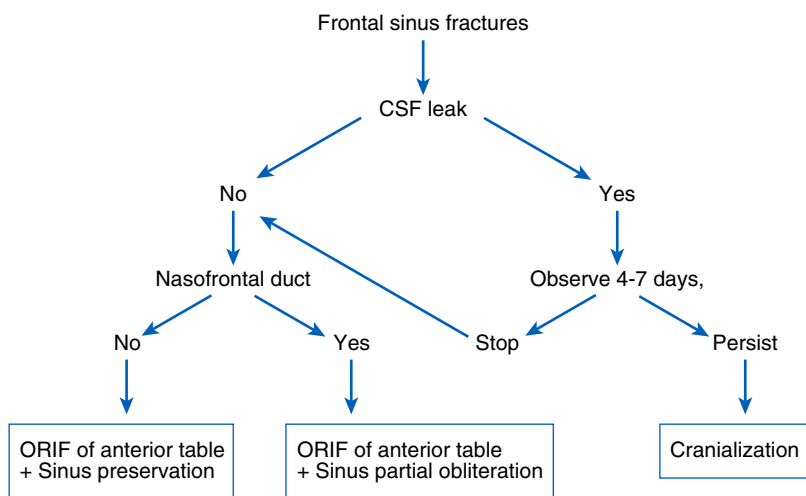 Frontal sinus fractures
CSF leak
No
Yes
Nasofrontal duct
Observe 4-7 days,
No
Yes
Stop
Persist
ORIF of anterior table
+ Sinus preservation
ORIF of anterior table
+ Sinus partial obliteration
Cranialization